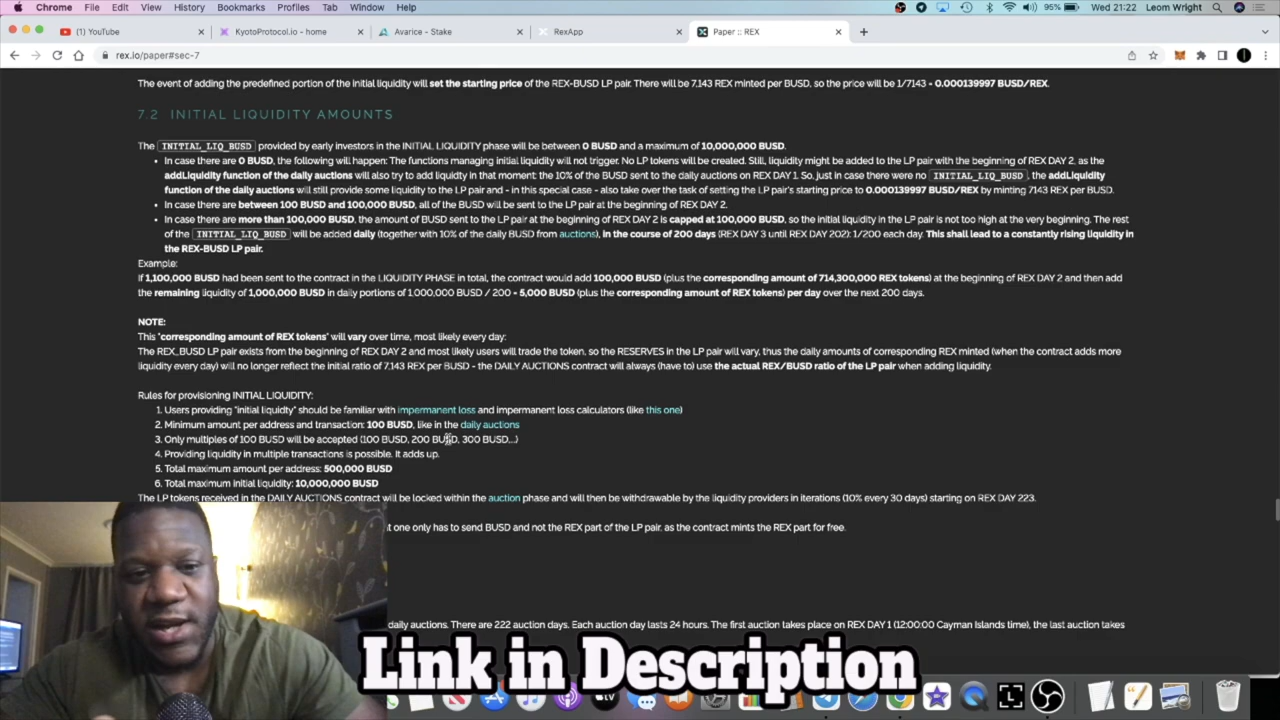 Chrome File Edit View History Bookmarks Profiles Tab Window Help 95% Wed 21:22 Leom Wright
(1) YouTube KyotoProtocol.io - home Avarice - Stake RexApp Paper :: REX
rex.io/paper#sec-7
The event of adding the predefined portion of the initial liquidity will set the starting price of the REX-BUSD LP pair. There will be 7,143 REX minted per BUSD, so the price will be 1/7143 = 0.000139997 BUSD/REX.
7.2 INITIAL LIQUIDITY AMOUNTS
The INITIAL_LIQ_BUSD provided by early investors in the INITIAL LIQUIDITY phase will be between 0 BUSD and a maximum of 10,000,000 BUSD.
• In case there are 0 BUSD, the following will happen: The functions managing initial liquidity will not trigger. No LP tokens will be created. Still, liquidity might be added to the LP pair with the beginning of REX DAY 2, as the
addLiquidity function of the daily auctions will also try to add liquidity in that moment: the 10% of the BUSD sent to the daily auctions on REX DAY 1. So, just in case there were no INITIAL_LIQ_BUSD, the addLiquidity
function of the daily auctions will still provide some liquidity to the LP pair and - in this special case - also take over the task of setting the LP pair's starting price to 0.000139997 BUSD/REX by minting 7143 REX per BUSD.
• In case there are between 100 BUSD and 100,000 BUSD, all of the BUSD will be sent to the LP pair at the beginning of REX DAY 2.
• In case there are more than 100,000 BUSD, the amount of BUSD sent to the LP pair at the beginning of REX DAY 2 is capped at 100,000 BUSD, so the initial liquidity in the LP pair is not too high at the very beginning. The rest
of the INITIAL_LIQ_BUSD will be added daily (together with 10% of the daily BUSD from auctions), in the course of 200 days (REX DAY 3 until REX DAY 202): 1/200 each day. This shall lead to a constantly rising liquidity in
the REX-BUSD LP pair.
Example:
If 1,100,000 BUSD had been sent to the contract in the LIQUIDITY PHASE in total, the contract would add 100,000 BUSD (plus the corresponding amount of 714,300,000 REX tokens) at the beginning of REX DAY 2 and then add
the remaining liquidity of 1,000,000 BUSD in daily portions of 1,000,000 BUSD / 200 = 5,000 BUSD (plus the corresponding amount of REX tokens) per day over the next 200 days.
NOTE:
This "corresponding amount of REX tokens" will vary over time, most likely every day:
The REX_BUSD LP pair exists from the beginning of REX DAY 2 and most likely users will trade the token, so the RESERVES in the LP pair will vary, thus the daily amounts of corresponding REX minted (when the contract adds more
liquidity every day) will no longer reflect the initial ratio of 7,143 REX per BUSD - the DAILY AUCTIONS contract will always (have to) use the actual REX/BUSD ratio of the LP pair when adding liquidity.
Rules for provisioning INITIAL LIQUIDITY:
1. Users providing "initial liquidty" should be familiar with impermanent loss and impermanent loss calculators (like this one)
2. Minimum amount per address and transaction: 100 BUSD, like in the daily auctions
3. Only multiples of 100 BUSD will be accepted (100 BUSD, 200 BUSD, 300 BUSD,...)
4. Providing liquidity in multiple transactions is possible. It adds up.
5. Total maximum amount per address: 500,000 BUSD
6. Total maximum initial liquidity: 10,000,000 BUSD
The LP tokens received in the DAILY AUCTIONS contract will be locked within the auction phase and will then be withdrawable by the liquidity providers in iterations (10% every 30 days) starting on REX DAY 223.
t one only has to send BUSD and not the REX part of the LP pair, as the contract mints the REX part for free.
daily auctions. There are 222 auction days. Each auction day lasts 24 hours. The first auction takes place on REX DAY 1 (12:00:00 Cayman Islands time), the last auction takes
Link in Description